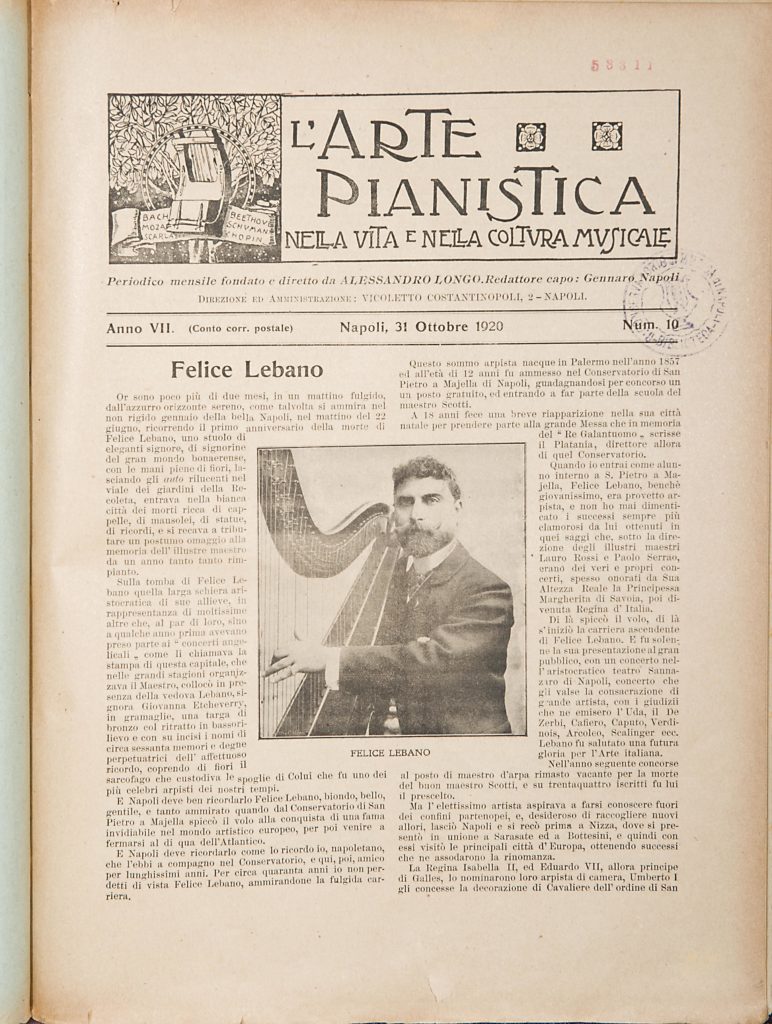 53311
L'ARTE
PIANISTICA
NELLA VITA E NELLA COLTVRA MVSICALE
BACH
MOZART
SCARLA
BEETHOV
SCHUMAN
CHOPIN
Periodico mensile fondato e diretto da ALESSANDRO LONGO. Redattore capo: Gennaro Napoli
DIREZIONE ED AMMINISTRAZIONE: VICOLETTO COSTANTINOPOLI, 2 – NAPOLI.
Anno VII. (Conto corr. postale) Napoli, 31 Ottobre 1920 Num. 10
Felice Lebano
Or sono poco più di due mesi, in un mattino fulgido,
dall'azzurro orizzonte sereno, come talvolta si ammira nel
non rigido gennaio della bella Napoli, nel mattino del 22
giugno, ricorrendo il primo anniversario della morte di
Felice Lebano, uno stuolo di
eleganti signore, di signorine
del gran mondo bonaerense,
con le mani piene di fiori, la-
sciando gli auto rilucenti nel
viale dei giardini della Re-
coleta, entrava nella bianca
città dei morti ricca di cap-
pelle, di mausolei, di statue,
di ricordi, e si recava a tribu-
tare un postumo omaggio alla
memoria dell' illustre maestro
da un anno tanto tanto rim-
pianto.
Sulla tomba di Felice Le-
bano quella larga schiera ari-
stocratica di sue allieve, in
rappresentanza di moltissime
altre che, al par di loro, sino
a qualche anno prima avevano
preso parte ai " concerti ange-
licali „ come li chiamava la
stampa di questa capitale, che
nelle grandi stagioni organiz-
zava il Maestro, collocò in pre-
senza della vedova Lebano, si-
gnora Giovanna Etcheverry,
in gramaglie, una targa di
bronzo col ritratto in bassori-
lievo e con su incisi i nomi di
circa sessanta memori e degne
perpetuatrici dell' affettuoso
ricordo, coprendo di fiori il
sarcofago che custodiva le spoglie di Colui che fu uno dei
più celebri arpisti dei nostri tempi.
E Napoli deve ben ricordarlo Felice Lebano, biondo, bello,
gentile, e tanto ammirato quando dal Conservatorio di San
Pietro a Majella spiccò il volo alla conquista di una fama
invidiabile nel mondo artistico europeo, per poi venire a
fermarsi al di qua dell'Atlantico.
E Napoli deve ricordarlo come lo ricordo io, napoletano,
che l'ebbi a compagno nel Conservatorio, e qui, poi, amico
per lunghissimi anni. Per circa quaranta anni io non per-
detti di vista Felice Lebano, ammirandone la fulgida car-
riera.
FELICE LEBANO
Questo sommo arpista nacque in Palermo nell'anno 1857
ed all'età di 12 anni fu ammesso nel Conservatorio di San
Pietro a Majella di Napoli, guadagnandosi per concorso un
un posto gratuito, ed entrando a far parte della scuola del
maestro Scotti.
A 18 anni fece una breve riapparizione nella sua città
natale per prendere parte alla grande Messa che in memoria
del " Re Galantuomo „ scrisse
il Platania, direttore allora
di quel Conservatorio.
Quando io entrai come alun-
no interno a S. Pietro a Ma-
jella, Felice Lebano, benchè
giovanissimo, era provetto ar-
pista, e non ho mai dimenti-
cato i successi sempre più
clamorosi da lui ottenuti in
quei saggi che, sotto la dire-
zione degli illustri maestri
Lauro Rossi e Paolo Serrao,
erano dei veri e propri con-
certi, spesso onorati da Sua
Altezza Reale la Principessa
Margherita di Savoia, poi di-
venuta Regina d' Italia.
Di là spiccò il volo, di là
s'iniziò la carriera ascendente
di Felice Lebano. E fu solen-
ne la sua presentazione al gran
pubblico, con un concerto nel-
l'aristocratico teatro Sanna-
zaro di Napoli, concerto che
gli valse la consacrazione di
grande artista, con i giudizii
che ne emisero l'Uda, il De
Zerbi, Cafiero, Caputo, Verdi-
nois, Arcoleo, Scalinger ecc.
Lebano fu salutato una futura
gloria per l'Arte italiana.
Nell'anno seguente concorse
al posto di maestro d'arpa rimasto vacante per la morte
del buon maestro Scotti, e su trentaquattro iscritti fu lui
il prescelto.
Ma l'elettissimo artista aspirava a farsi conoscere fuori
dei confini partenopei, e, desideroso di raccogliere nuovi
allori, lasciò Napoli e si recò prima a Nizza, dove si pre-
sentò in unione a Sarasate ed a Bottesini, e quindi con
essi visitò le principali città d'Europa, ottenendo successi
che ne assodarono la rinomanza.
La Regina Isabella II, ed Eduardo VII, allora principe
di Galles, lo nominarono loro arpista di camera, Umberto I
gli concesse la decorazione di Cavaliere dell'ordine di San